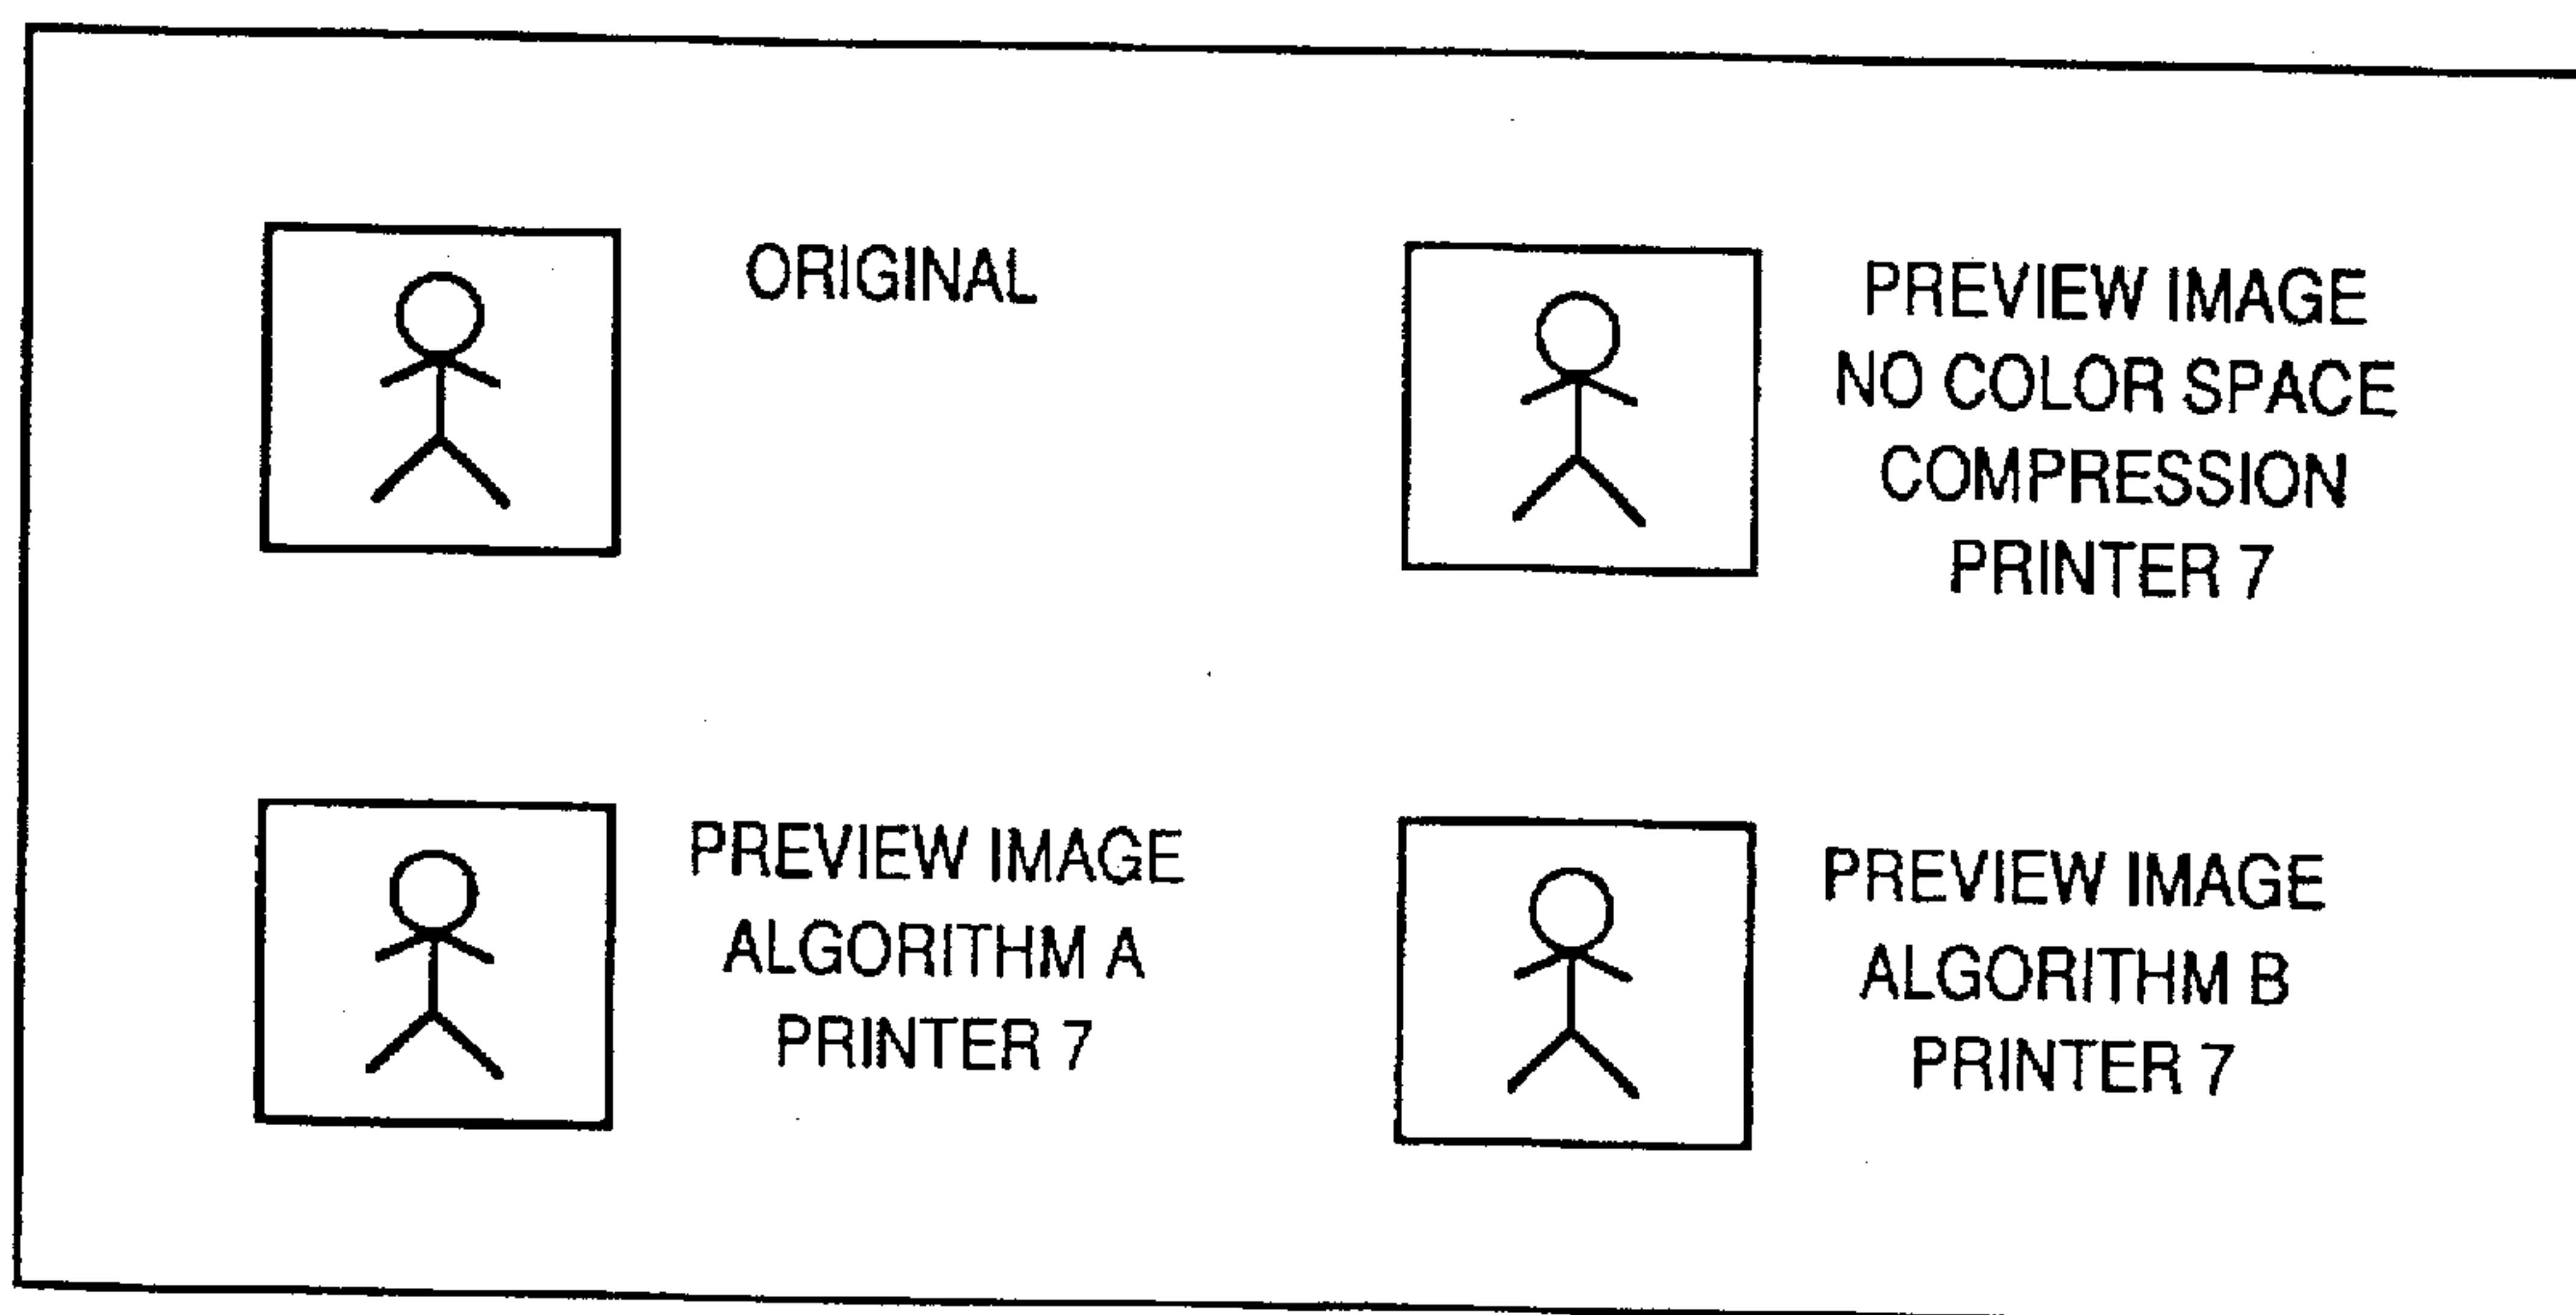 ORIGINAL
PREVIEW IMAGE
NO COLOR SPACE
COMPRESSION
PRINTER 7
PREVIEW IMAGE
ALGORITHM A
PRINTER 7
PREVIEW IMAGE
ALGORITHM B
PRINTER 7